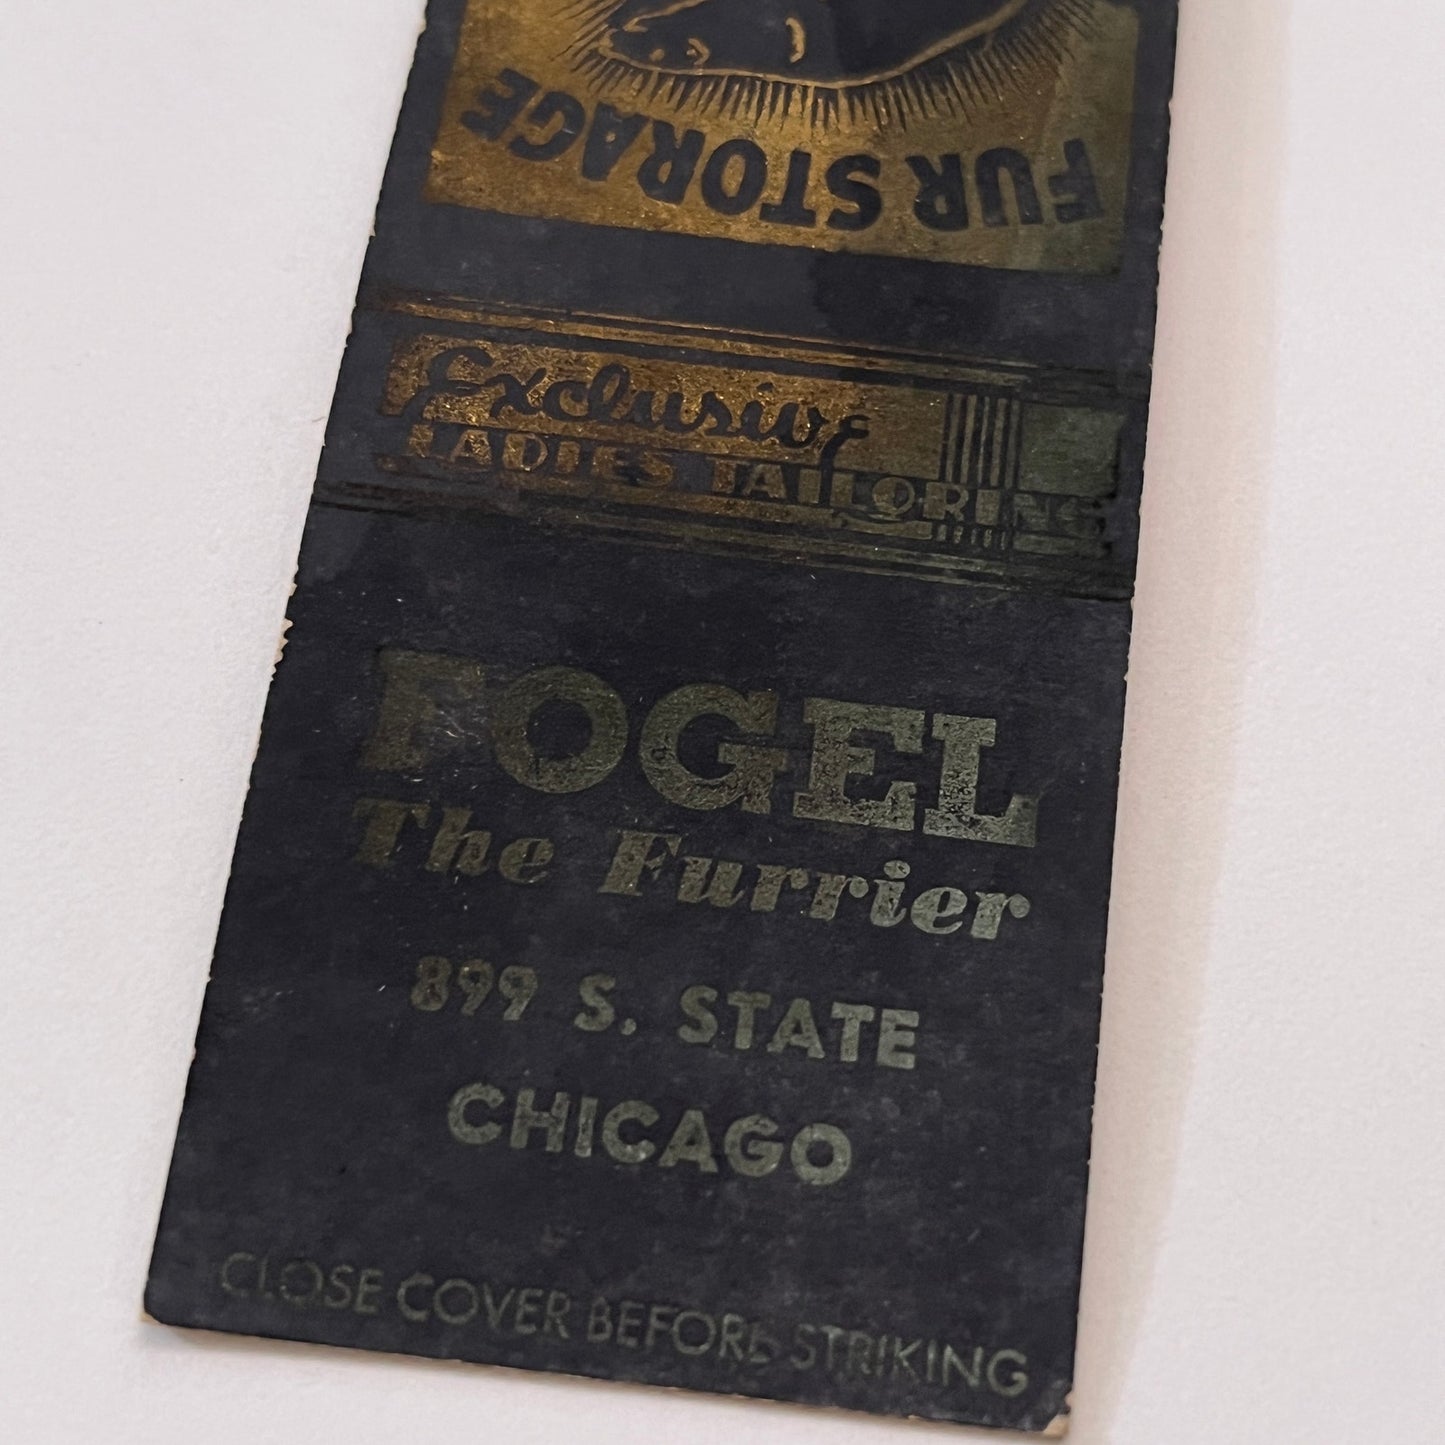 FUR STORAGE
Exclusive
LADIES TAILORING
FOGEL
The Furrier
899 S. STATE
CHICAGO
CLOSE COVER BEFORE STRIKING